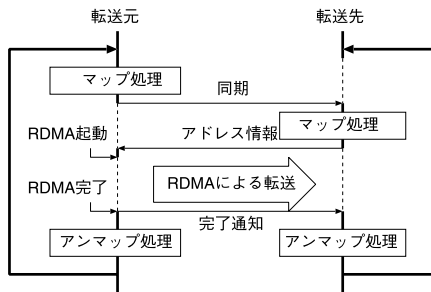 転送元
転送先
マップ処理
同期
マップ処理
RDMA起動
アドレス情報
RDMAによる転送
RDMA完了
完了通知
アンマップ処理
アンマップ処理